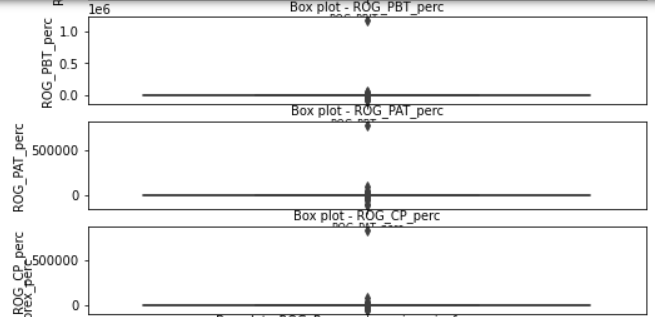 1e6
Box plot - ROG_PBT_perc
ROG_PBT_perc
1.0
0.5
0.0
Box plot - ROG_PAT_perc
ROG_PAT_perc
500000
0
Box plot - ROG_CP_perc
ROG_CP_perc
500000
0